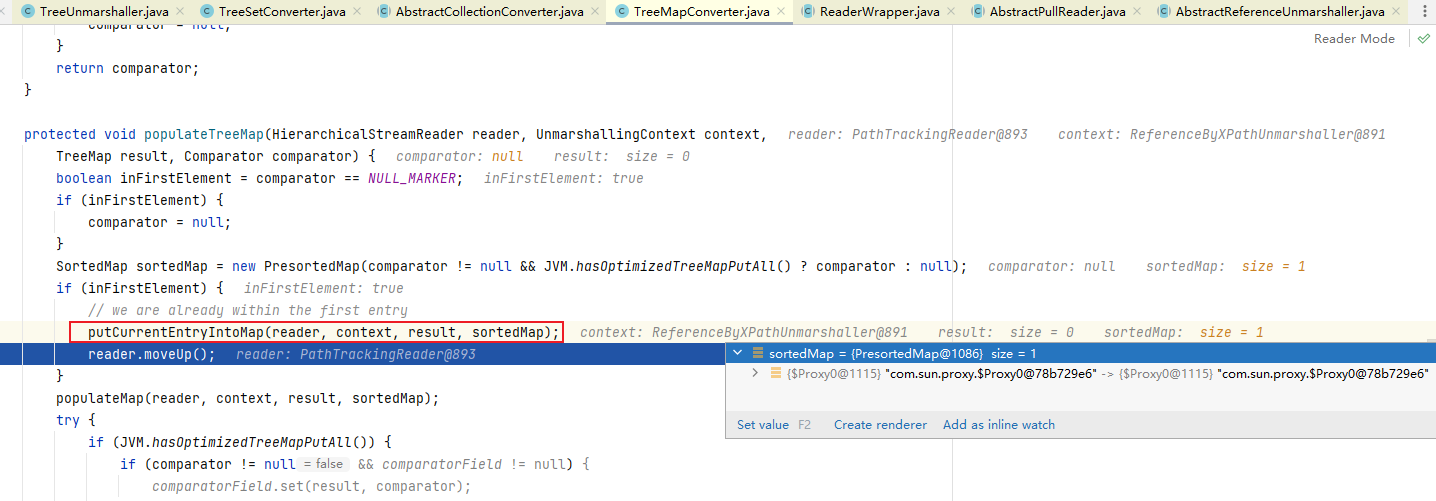 TreeUnmarshaller.java × TreeSetConverter.java × AbstractCollectionConverter.java × TreeMapConverter.java × ReaderWrapper.java × AbstractPullReader.java × AbstractReferenceUnmarshaller.java ×
Reader Mode
comparator = null;
}
return comparator;
}
protected void populateTreeMap(HierarchicalStreamReader reader, UnmarshallingContext context, reader: PathTrackingReader@893 context: ReferenceByXPathUnmarshaller@891
TreeMap result, Comparator comparator) { comparator: null result: size = 0
boolean inFirstElement = comparator == NULL_MARKER; inFirstElement: true
if (inFirstElement) {
comparator = null;
}
SortedMap sortedMap = new PresortedMap(comparator != null && JVM.hasOptimizedTreeMapPutAll() ? comparator : null); comparator: null sortedMap: size = 1
if (inFirstElement) { inFirstElement: true
// we are already within the first entry
putCurrentEntryIntoMap(reader, context, result, sortedMap); context: ReferenceByXPathUnmarshaller@891 result: size = 0 sortedMap: size = 1
reader.moveUp(); reader: PathTrackingReader@893
sortedMap = {PresortedMap@1086} size = 1
}
{$Proxy0@1115} "com.sun.proxy.$Proxy0@78b729e6" -> {$Proxy0@1115} "com.sun.proxy.$Proxy0@78b729e6"
populateMap(reader, context, result, sortedMap);
try {
Set value F2 Create renderer Add as inline watch
if (JVM.hasOptimizedTreeMapPutAll()) {
if (comparator != null = false && comparatorField != null) {
comparatorField.set(result, comparator);